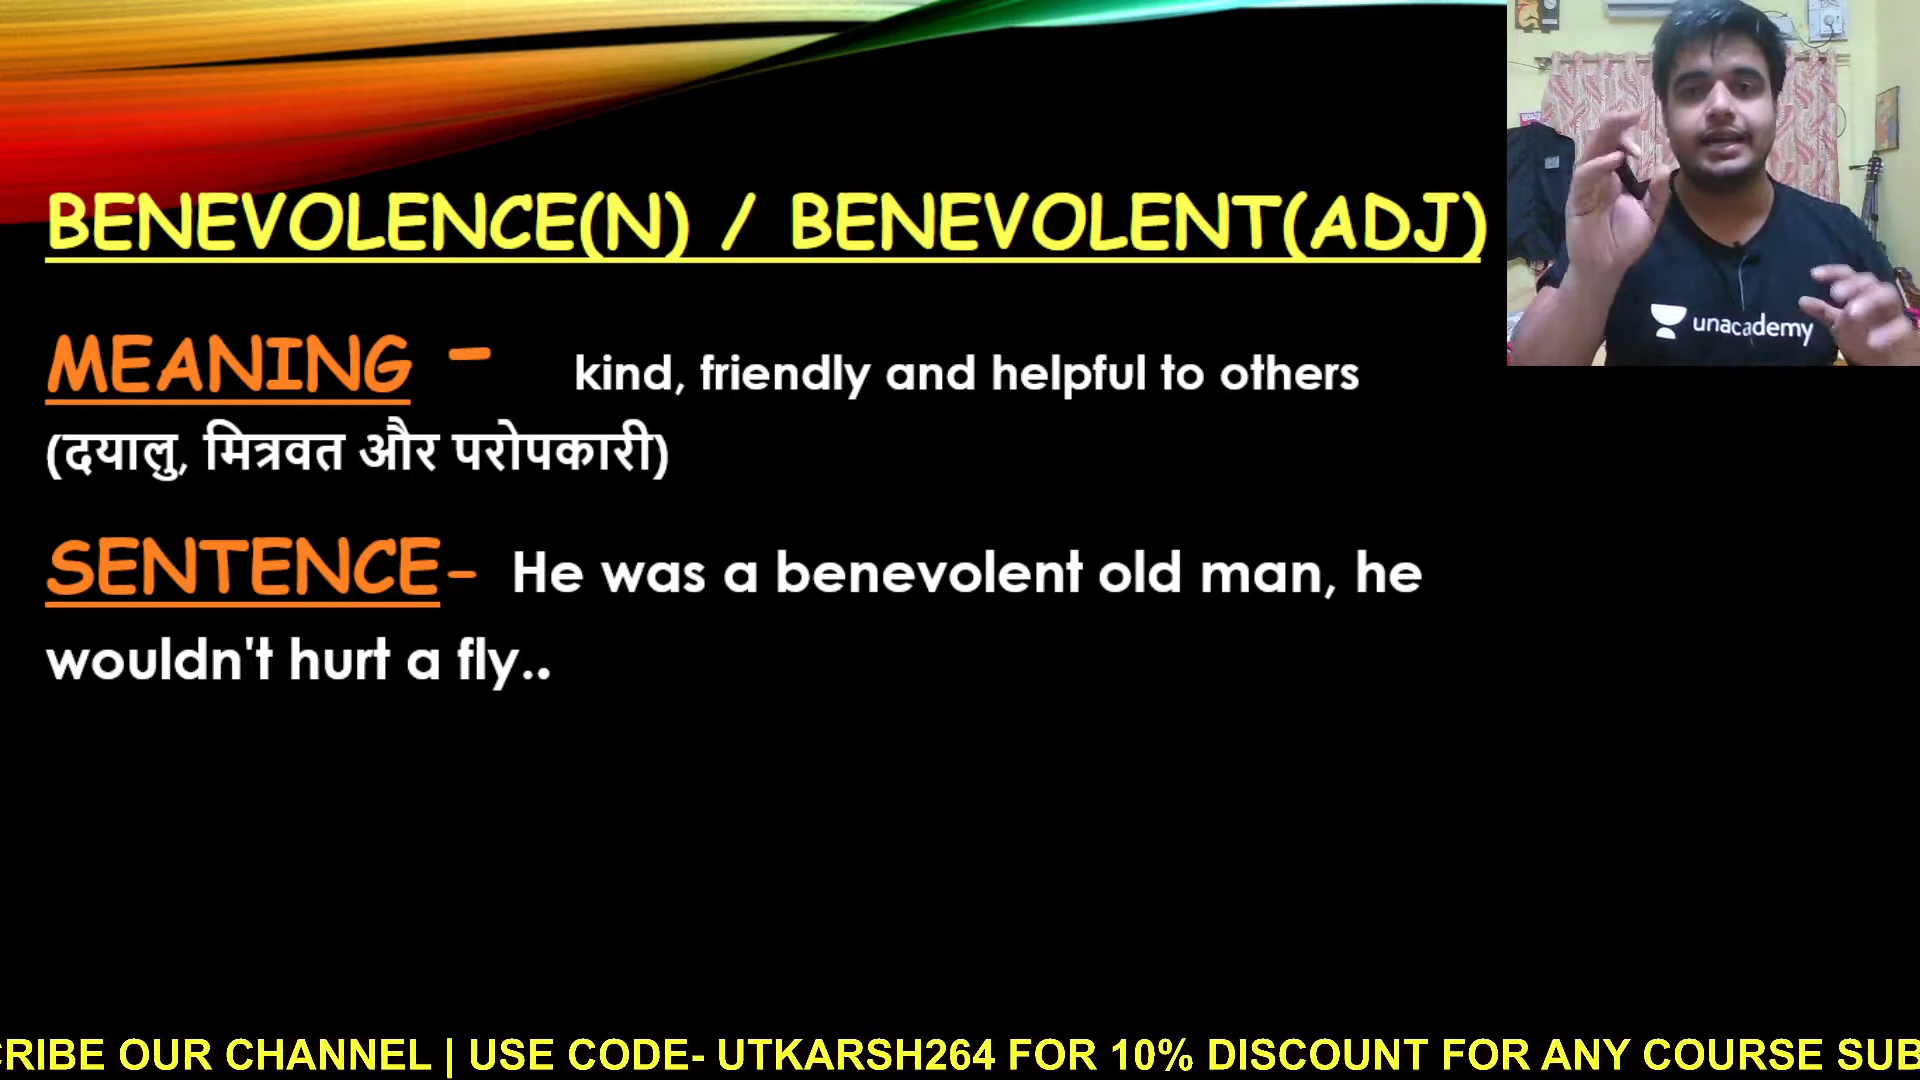 BENEVOLENCE(N) / BENEVOLENT(ADJ)
MEANING - kind, friendly and helpful to others
(दयालु, मित्रवत और परोपकारी)
SENTENCE- He was a benevolent old man, he
wouldn't hurt a fly..
unacademy
CRIBE OUR CHANNEL | USE CODE- UTKARSH264 FOR 10% DISCOUNT FOR ANY COURSE SUB